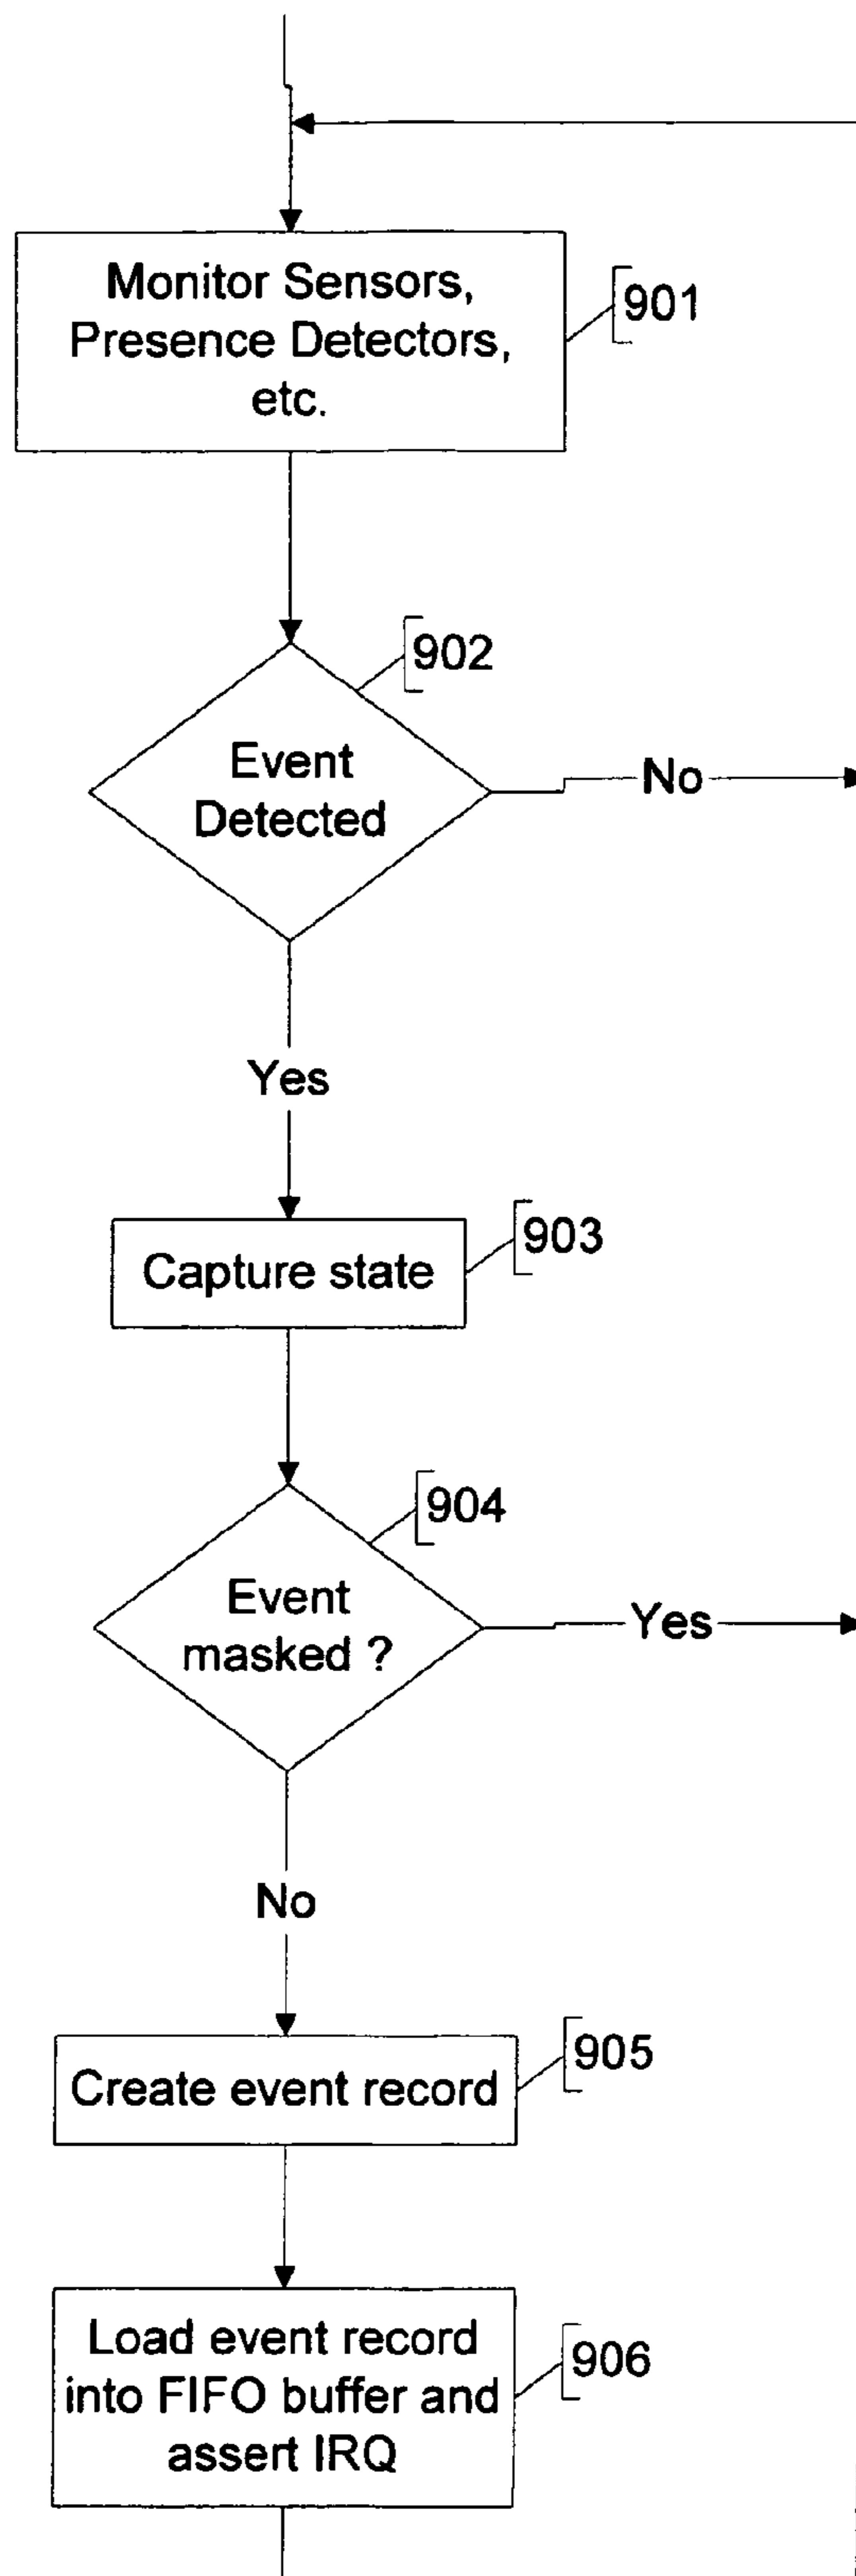 Monitor Sensors,
Presence Detectors,
etc.
901
902
Event
Detected
No
Yes
Capture state
903
904
Event
masked ?
Yes
No
Create event record
905
Load event record
into FIFO buffer and
assert IRQ
906